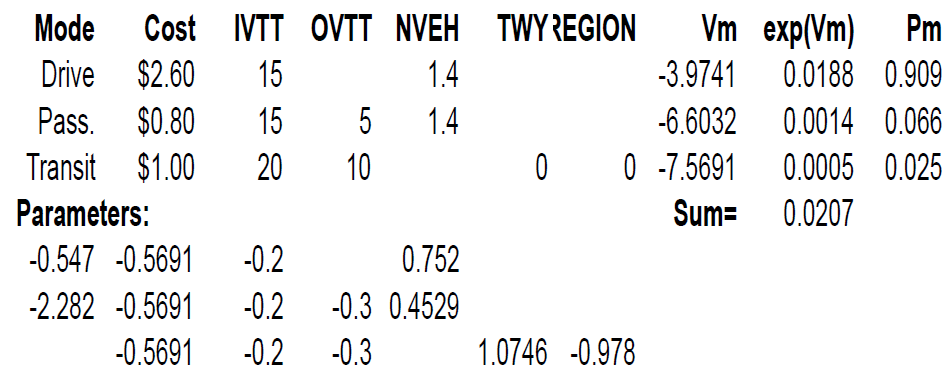 Mode Cost IVTT OVTT NVEH TWY REGION Vm exp(Vm) Pm
Drive $2.60 15 1.4 -3.9741 0.0188 0.909
Pass. $0.80 15 5 1.4 -6.6032 0.0014 0.066
Transit $1.00 20 10 0 0 -7.5691 0.0005 0.025
Parameters: Sum= 0.0207
-0.547 -0.5691 -0.2 0.752
-2.282 -0.5691 -0.2 -0.3 0.4529
-0.5691 -0.2 -0.3 1.0746 -0.978